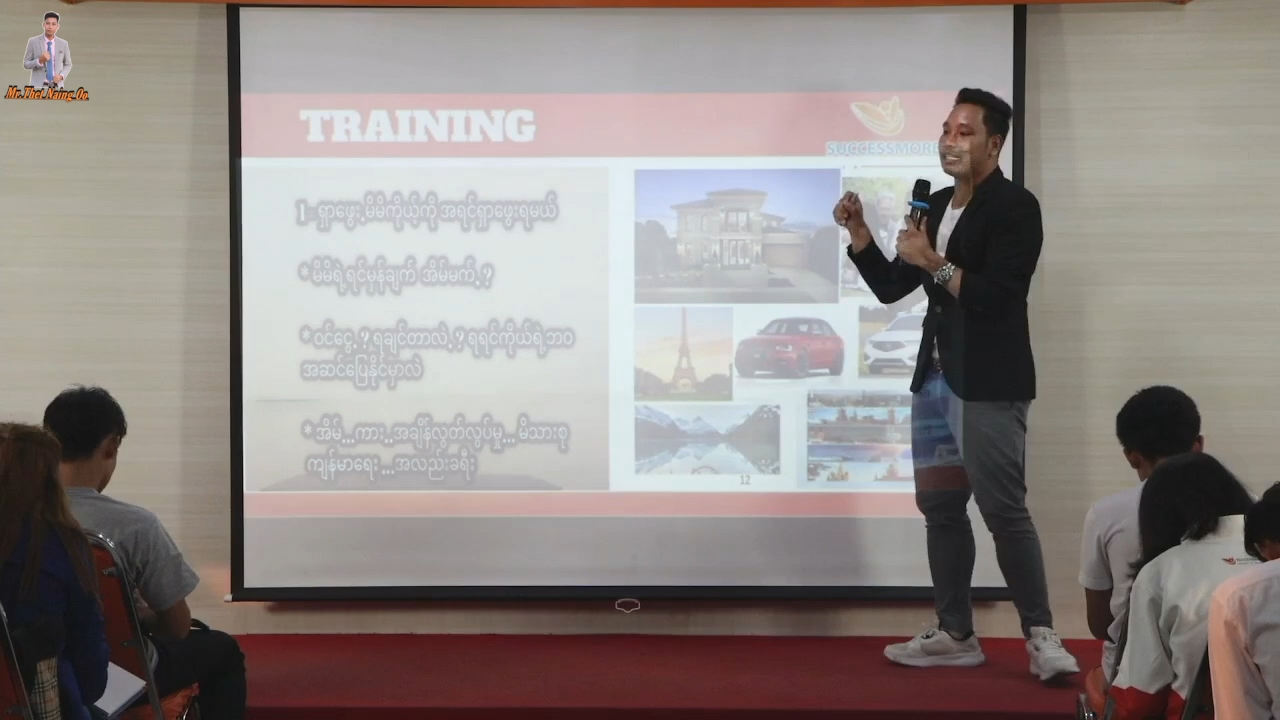 Mr.Thet Naing Oo
TRAINING
SUCCESSMORE
1- ရှာဖွေ့,မိမိကိုယ့်ကို အရင်ရှာဖွေးရမယ်
*မိမိရဲ့ရင်မှန်ချက် အိမ်မက်.?
*ဝင်ငွေ့.? ရချင်တာလဲ့.? ရရင်ကိုယ်ရဲ့ဘဝ
အဆင်ပြေနိုင်မှာလဲ
*အိမ်...ကား..အချိန်လွတ်လွပ်မှု...မိသားစု
ကျန်မာရေး...အလည်းခရီး
12